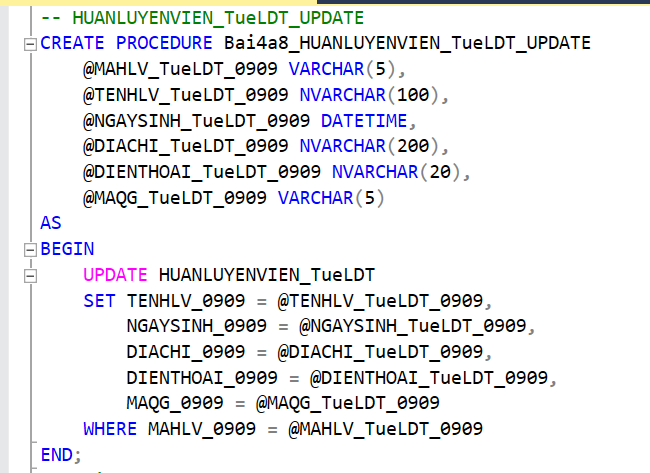 -- HUANLUYENVIEN_TueLDT_UPDATE
CREATE PROCEDURE Bai4a8_HUANLUYENVIEN_TueLDT_UPDATE
@MAHLV_TueLDT_0909 VARCHAR(5),
@TENHLV_TueLDT_0909 NVARCHAR(100),
@NGAYSINH_TueLDT_0909 DATETIME,
@DIACHI_TueLDT_0909 NVARCHAR(200),
@DIENTHOAI_TueLDT_0909 NVARCHAR(20),
@MAQG_TueLDT_0909 VARCHAR(5)
AS
BEGIN
UPDATE HUANLUYENVIEN_TueLDT
SET TENHLV_0909 = @TENHLV_TueLDT_0909,
NGAYSINH_0909 = @NGAYSINH_TueLDT_0909,
DIACHI_0909 = @DIACHI_TueLDT_0909,
DIENTHOAI_0909 = @DIENTHOAI_TueLDT_0909,
MAQG_0909 = @MAQG_TueLDT_0909
WHERE MAHLV_0909 = @MAHLV_TueLDT_0909
END;